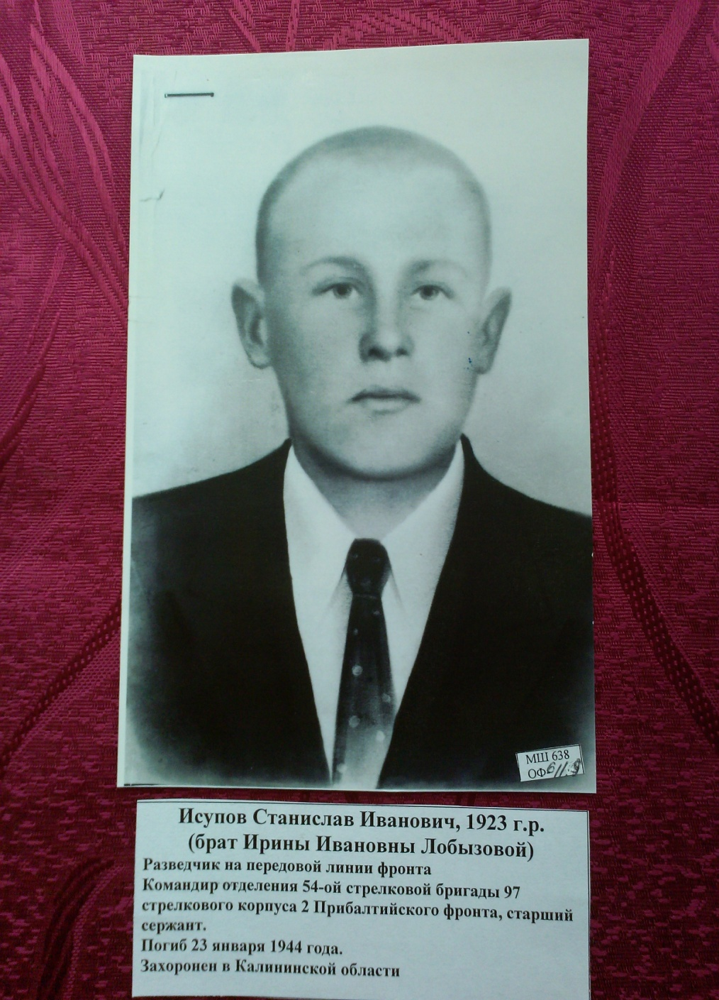 МШ 638
ОФ 611.9
Исупов Станислав Иванович, 1923 г.р.
(брат Ирины Ивановны Лобызовой)
Разведчик на передовой линии фронта
Командир отделения 54-ой стрелковой бригады 97
стрелкового корпуса 2 Прибалтийского фронта, старший
сержант.
Погиб 23 января 1944 года.
Захоронен в Калининской области